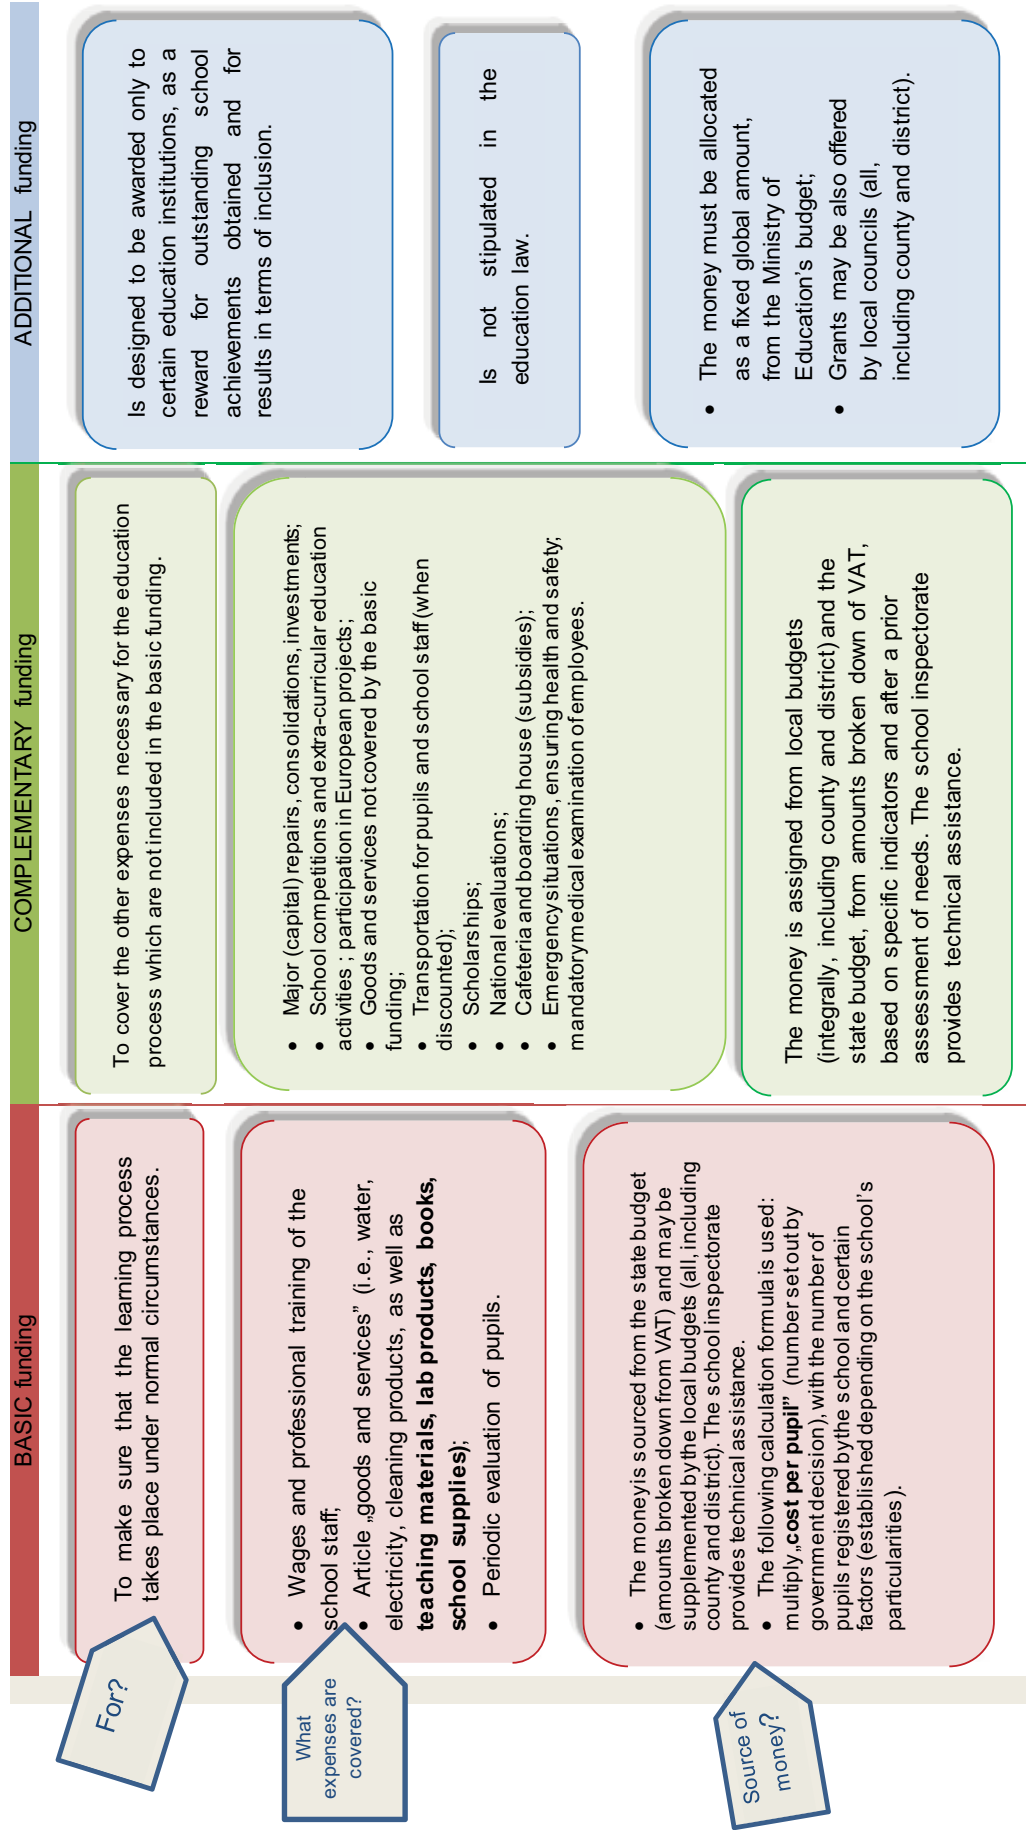 BASIC funding
COMPLEMENTARY funding
ADDITIONAL funding
For?
To make sure that the learning process
takes place under normal circumstances.
To cover the other expenses necessary for the education
process which are not included in the basic funding.
Is designed to be awarded only to
certain education institutions, as a
reward for outstanding school
achievements obtained and for
results in terms of inclusion.
What
expenses are
covered?
• Wages and professional training of the
school staff;
• Article „goods and services” (i.e., water,
electricity, cleaning products, as well as
teaching materials, lab products, books,
school supplies);
• Periodic evaluation of pupils.
• Major (capital) repairs, consolidations, investments;
• School competitions and extra-curricular education
activities ; participation in European projects;
• Goods and services not covered by the basic
funding;
• Transportation for pupils and school staff (when
discounted);
• Scholarships;
• National evaluations;
• Cafeteria and boarding house (subsidies);
• Emergency situations, ensuring health and safety;
mandatory medical examination of employees.
Is not stipulated in the
education law.
Source of
money?
• The money is sourced from the state budget
(amounts broken down from VAT) and may be
supplemented by the local budgets (all, including
county and district). The school inspectorate
provides technical assistance.
• The following calculation formula is used:
multiply „cost per pupil” (number set out by
government decision), with the number of
pupils registered by the school and certain
factors (established depending on the school’s
particularities).
The money is assigned from local budgets
(integrally, including county and district) and the
state budget, from amounts broken down of VAT,
based on specific indicators and after a prior
assessment of needs. The school inspectorate
provides technical assistance.
• The money must be allocated
as a fixed global amount,
from the Ministry of
Education’s budget;
• Grants may be also offered
by local councils (all,
including county and district).